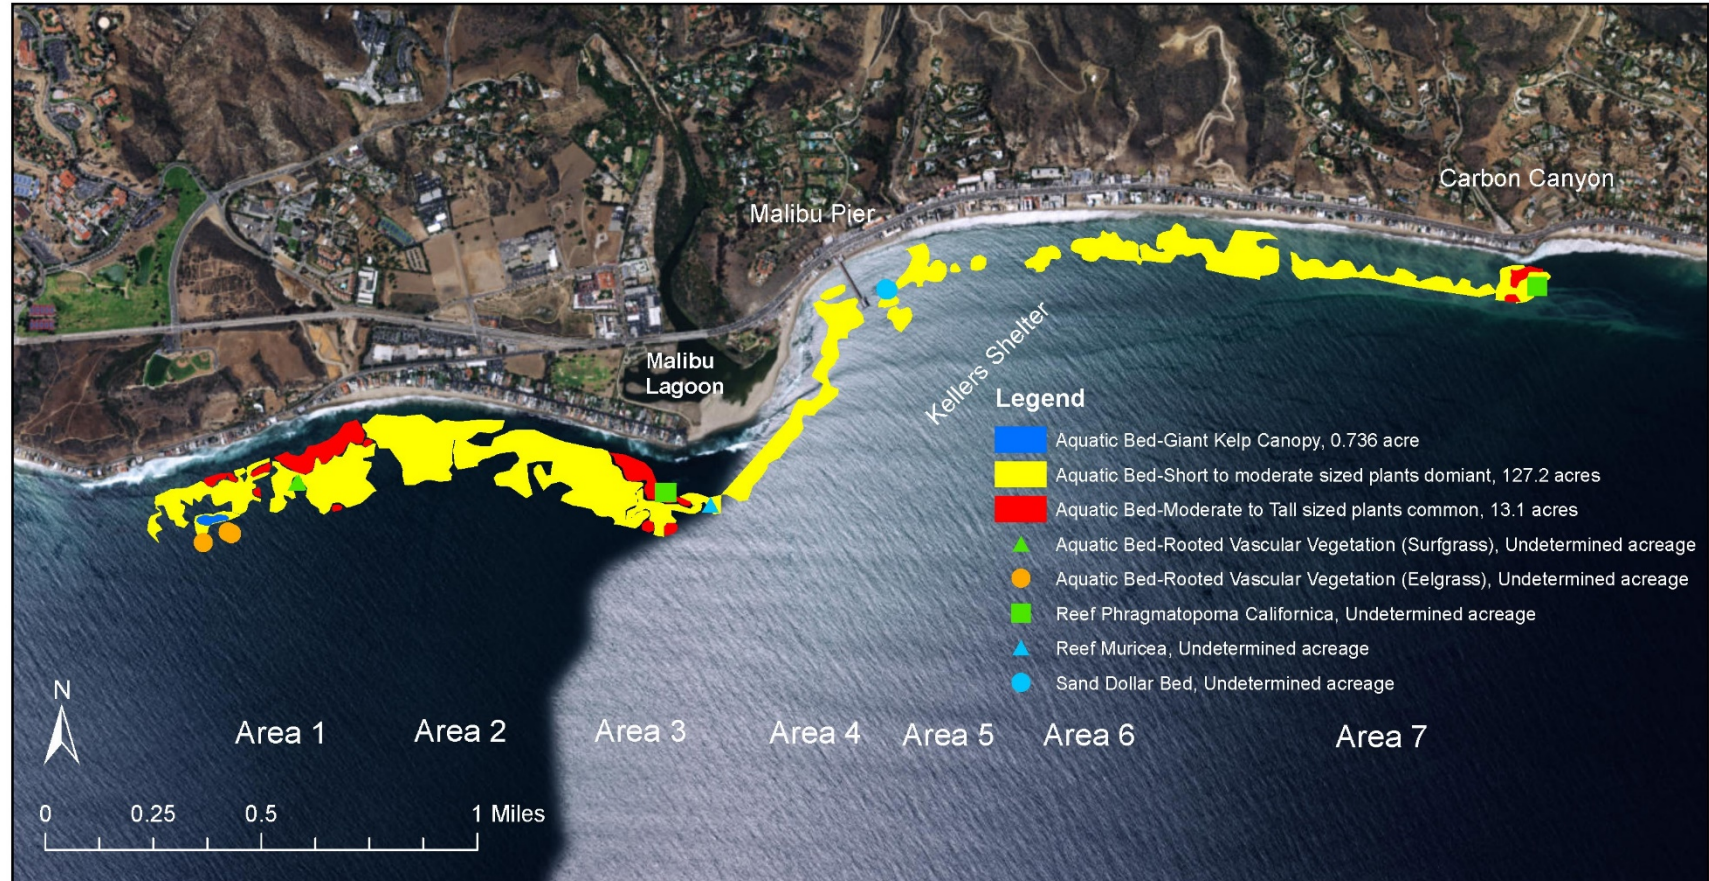 Carbon Canyon
Malibu Pier
Kellers Shelter
Malibu
Lagoon
Legend
Aquatic Bed-Giant Kelp Canopy, 0.736 acre
Aquatic Bed-Short to moderate sized plants domiant, 127.2 acres
Aquatic Bed-Moderate to Tall sized plants common, 13.1 acres
Aquatic Bed-Rooted Vascular Vegetation (Surfgrass), Undetermined acreage
Aquatic Bed-Rooted Vascular Vegetation (Eelgrass), Undetermined acreage
Reef Phragmatopoma Californica, Undetermined acreage
Reef Muricea, Undetermined acreage
Sand Dollar Bed, Undetermined acreage
N
Area 1 Area 2 Area 3 Area 4 Area 5 Area 6 Area 7
0 0.25 0.5 1 Miles